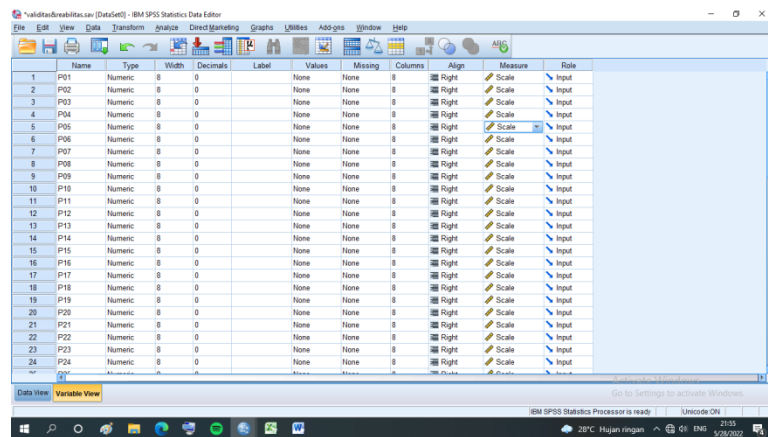 *validitas&reabilitas.sav [DataSet0] - IBM SPSS Statistics Data Editor
File Edit View Data Transform Analyze Direct Marketing Graphs Utilities Add-ons Window Help
Name Type Width Decimals Label Values Missing Columns Align Measure Role
1 P01 Numeric 8 0 None None 8 Right Scale Input
2 P02 Numeric 8 0 None None 8 Right Scale Input
3 P03 Numeric 8 0 None None 8 Right Scale Input
4 P04 Numeric 8 0 None None 8 Right Scale Input
5 P05 Numeric 8 0 None None 8 Right Scale Input
6 P06 Numeric 8 0 None None 8 Right Scale Input
7 P07 Numeric 8 0 None None 8 Right Scale Input
8 P08 Numeric 8 0 None None 8 Right Scale Input
9 P09 Numeric 8 0 None None 8 Right Scale Input
10 P10 Numeric 8 0 None None 8 Right Scale Input
11 P11 Numeric 8 0 None None 8 Right Scale Input
12 P12 Numeric 8 0 None None 8 Right Scale Input
13 P13 Numeric 8 0 None None 8 Right Scale Input
14 P14 Numeric 8 0 None None 8 Right Scale Input
15 P15 Numeric 8 0 None None 8 Right Scale Input
16 P16 Numeric 8 0 None None 8 Right Scale Input
17 P17 Numeric 8 0 None None 8 Right Scale Input
18 P18 Numeric 8 0 None None 8 Right Scale Input
19 P19 Numeric 8 0 None None 8 Right Scale Input
20 P20 Numeric 8 0 None None 8 Right Scale Input
21 P21 Numeric 8 0 None None 8 Right Scale Input
22 P22 Numeric 8 0 None None 8 Right Scale Input
23 P23 Numeric 8 0 None None 8 Right Scale Input
24 P24 Numeric 8 0 None None 8 Right Scale Input
Activate Windows
Data View Variable View Go to Settings to activate Windows.
IBM SPSS Statistics Processor is ready Unicode:ON
28°C Hujan ringan ENG 21:55
5/28/2022